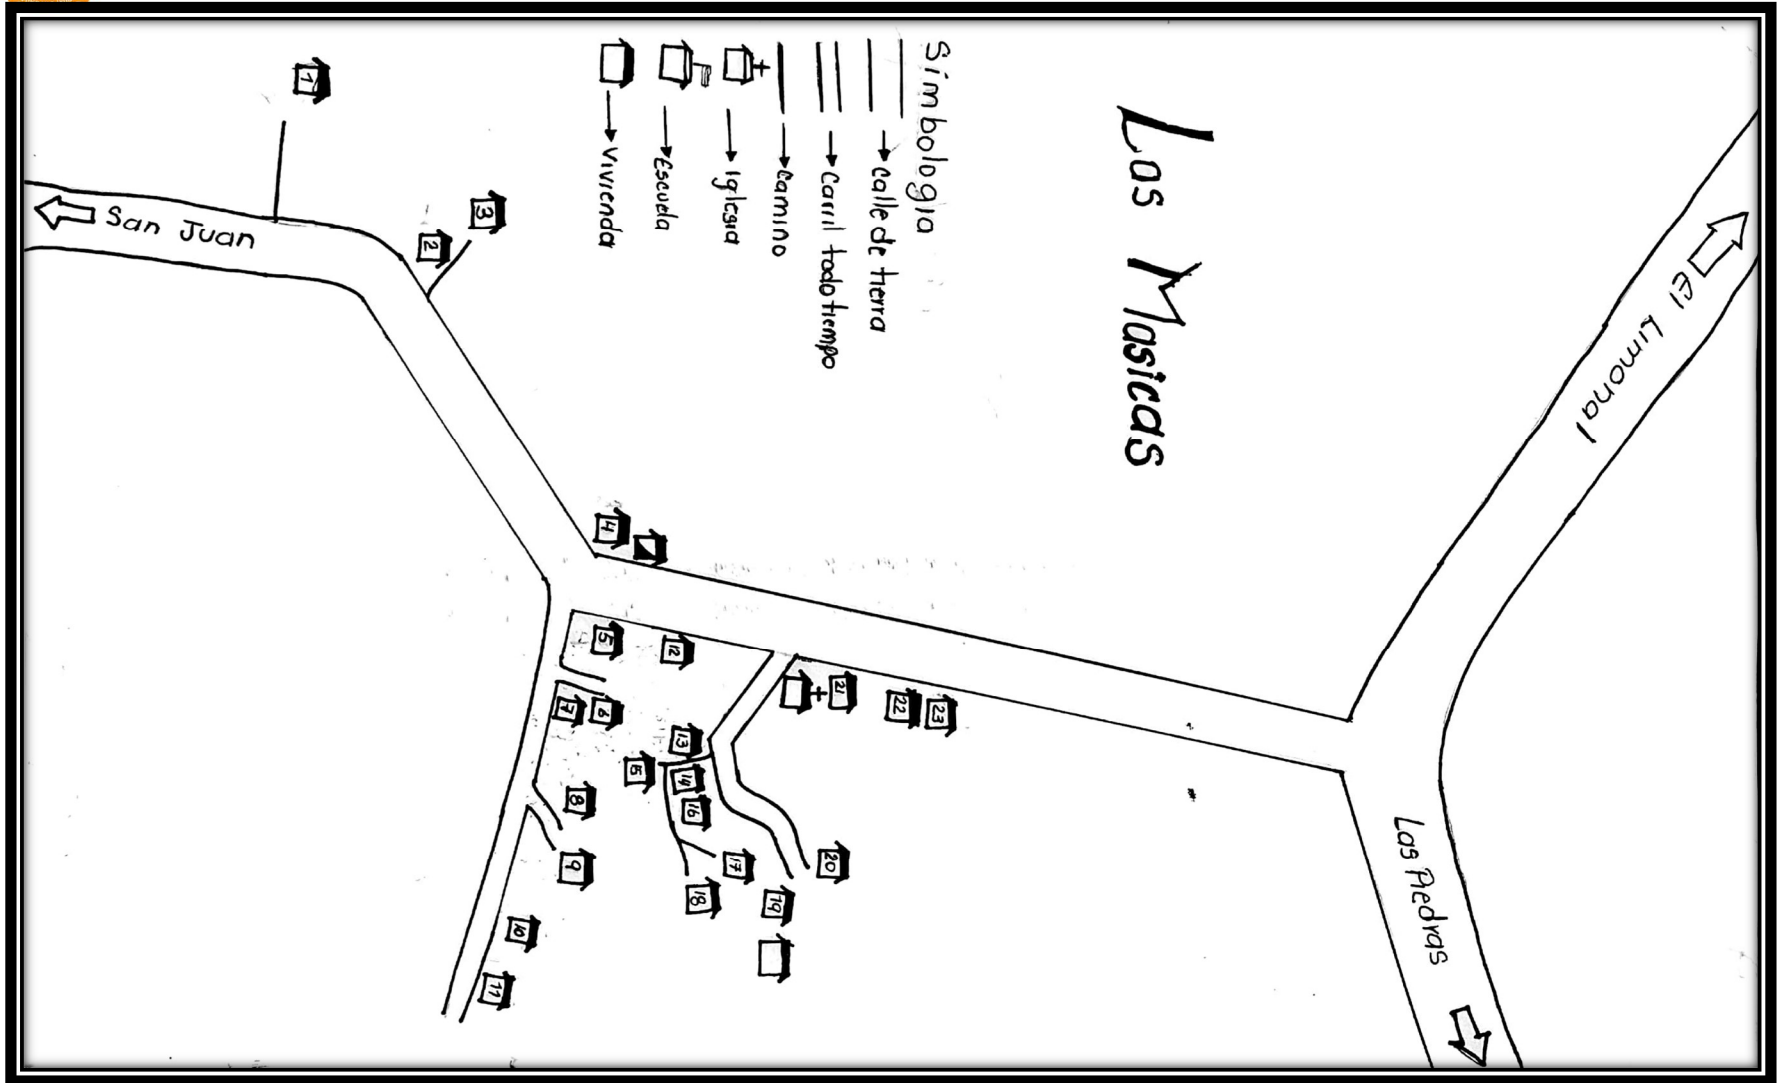 Las Masicas
Simbologia
Calle de tierra
Carril todo tiempo
Camino
Iglesia
Escuela
Vivienda
El Limonal
San Juan
Las Piedras
1
2
3
4
5
6
7
8
9
10
11
12
13
14
15
16
17
18
19
20
21
22
23